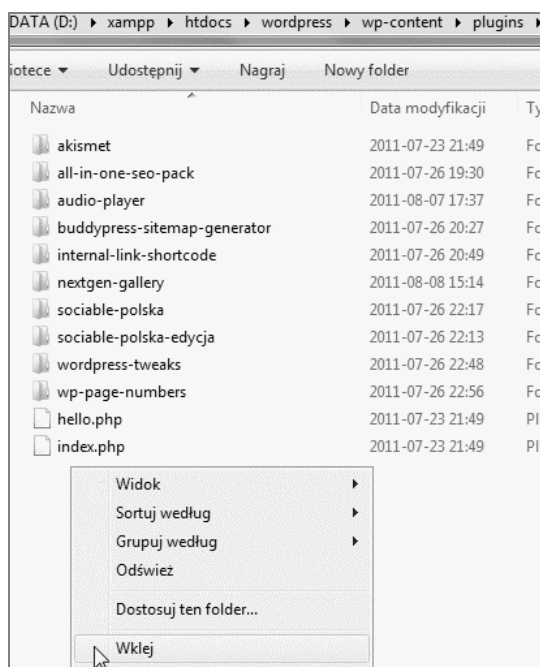 DATA (D:) ▸ xampp ▸ htdocs ▸ wordpress ▸ wp-content ▸ plugins ▸
iotece ▾ Udostępnij ▾ Nagraj Nowy folder
Nazwa Data modyfikacji Ty
akismet 2011-07-23 21:49 Fo
all-in-one-seo-pack 2011-07-26 19:30 Fo
audio-player 2011-08-07 17:37 Fo
buddypress-sitemap-generator 2011-07-26 20:27 Fo
internal-link-shortcode 2011-07-26 20:49 Fo
nextgen-gallery 2011-08-08 15:14 Fo
sociable-polska 2011-07-26 22:17 Fo
sociable-polska-edycja 2011-07-26 22:13 Fo
wordpress-tweaks 2011-07-26 22:48 Fo
wp-page-numbers 2011-07-26 22:56 Fo
hello.php 2011-07-23 21:49 Pl
index.php 2011-07-23 21:49 Pl
Widok
Sortuj według
Grupuj według
Odśwież
Dostosuj ten folder...
Wklej